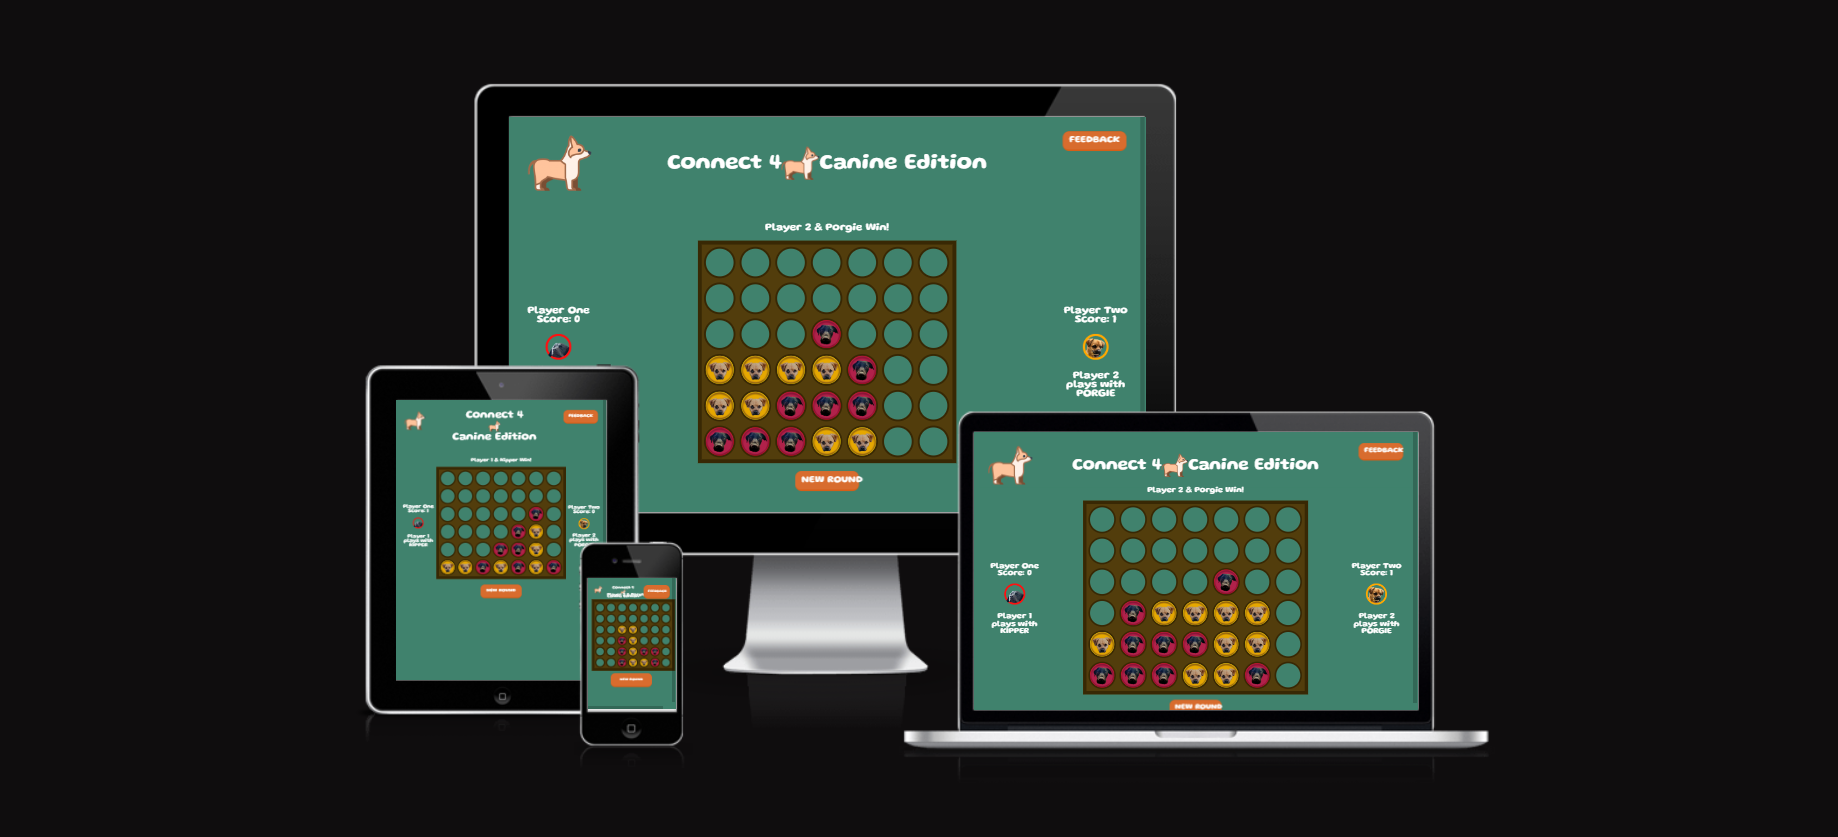 FEEDBACK
Connect 4 Canine Edition
Player 2 & Porgie Win!
Player One
Score: 0
Player Two
Score: 1
Player 2
plays with
PORGIE
NEW ROUND
Connect 4
FEEDBACK
Canine Edition
Player 1 & Kipper Win!
Player One
Score: 1
Player 1
plays with
KIPPER
Player Two
Score: 0
Player 2
plays with
NEW ROUND
Connect 4
FEEDBACK
NEW ROUND
FEEDBACK
Connect 4 Canine Edition
Player 2 & Porgie Win!
Player One
Score: 0
Player 1
plays with
KIPPER
Player Two
Score: 1
Player 2
plays with
PORGIE
NEW ROUND